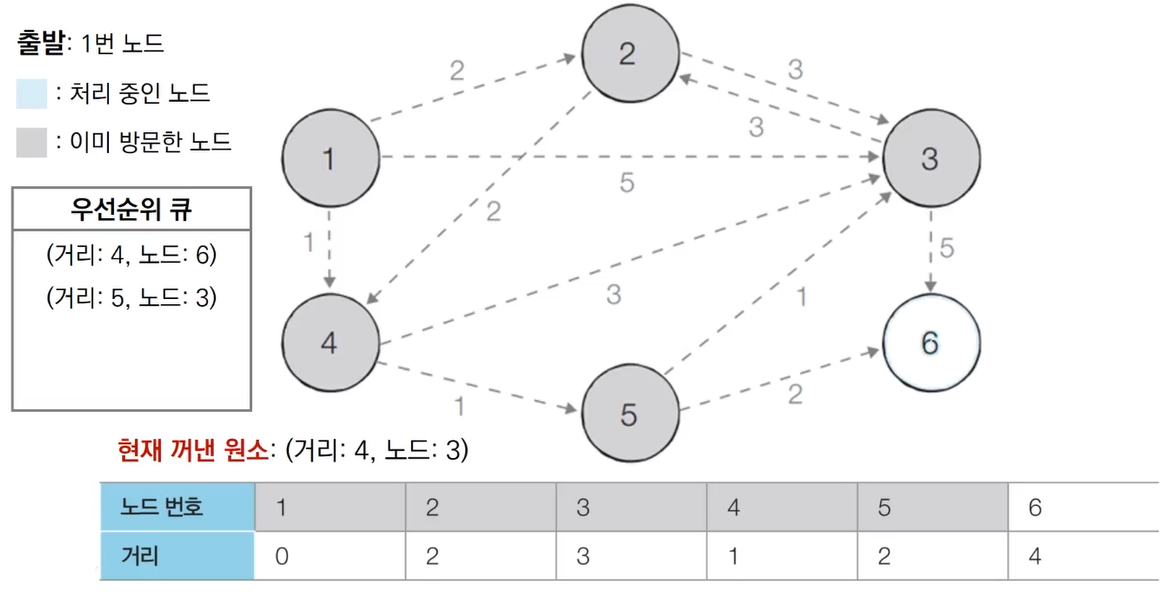 출발: 1번 노드
: 처리 중인 노드
: 이미 방문한 노드
우선순위 큐
(거리: 4, 노드: 6)
(거리: 5, 노드: 3)
2
2
3
3
1
5
3
1
2
5
4
3
1
6
1
5
2
현재 꺼낸 원소: (거리: 4, 노드: 3)
노드 번호 1 2 3 4 5 6
거리 0 2 3 1 2 4